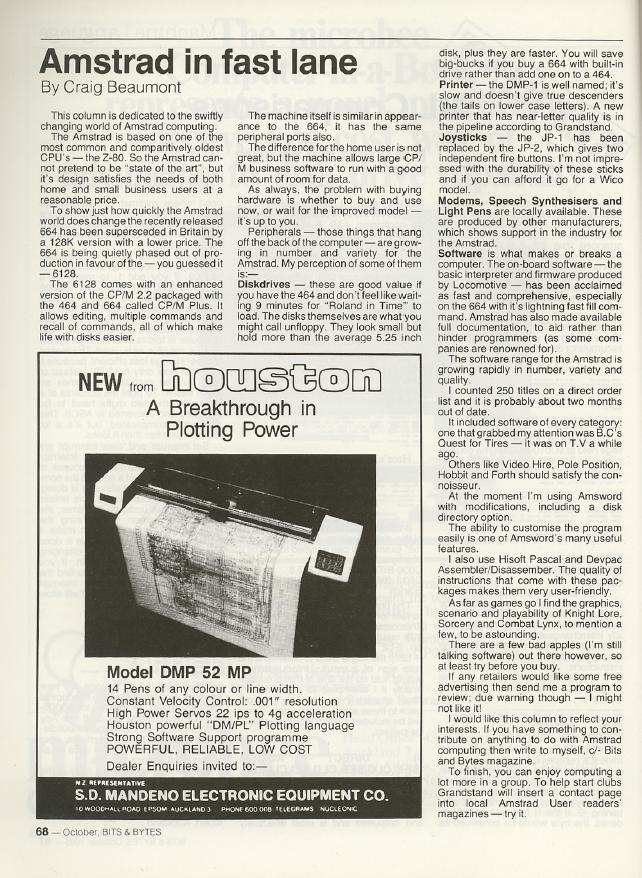 Amstrad in fast lane
By Craig Beaumont
This column is dedicated to the swiftly
changing world of Amstrad computing.
The Amstrad is based on one of the
most common and comparitively oldest
CPU's — the Z-80. So the Amstrad can-
not pretend to be "state of the art", but
it's design satisfies the needs of both
home and small business users at a
reasonable price.
To show just how quickly the Amstrad
world does change the recently released
664 has been superseded in Britain by
a 128K version with a lower price. The
664 is being quietly phased out of pro-
duction in favour of the — you guessed it
— 6128.
The 6128 comes with an enhanced
version of the CP/M 2.2 packaged with
the 464 and 664 called CP/M Plus. It
allows editing, multiple commands and
recall of commands, all of which make
life with disks easier.
The machine itself is similar in appear-
ance to the 664, it has the same
peripheral ports also.
The difference for the home user is not
great, but the machine allows large CP/
M business software to run with a good
amount of room for data.
As always, the problem with buying
hardware is whether to buy and use
now, or wait for the improved model —
it's up to you.
Peripherals — those things that hang
off the back of the computer — are grow-
ing in number and variety for the
Amstrad. My perception of some of them
is:—
Diskdrives — these are good value if
you have the 464 and don't feel like wait-
ing 9 minutes for "Roland in Time" to
load. The disks themselves are what you
might call unfloppy. They look small but
hold more than the average 5.25 inch
disk, plus they are faster. You will save
big-bucks if you buy a 664 with built-in
drive rather than add one on to a 464.
Printer — the DMP-1 is well named; it's
slow and doesn't give true descenders
(the tails on lower case letters). A new
printer that has near-letter quality is in
the pipeline according to Grandstand.
Joysticks — the JP-1 has been
replaced by the JP-2, which gives two
independent fire buttons. I'm not impre-
ssed with the durability of these sticks
and if you can afford it go for a Wico
model.
Modems, Speech Synthesisers and
Light Pens are locally available. These
are produced by other manufacturers,
which shows support in the industry for
the Amstrad.
Software is what makes or breaks a
computer. The on-board software — the
basic interpreter and firmware produced
by Locomotive — has been acclaimed
as fast and comprehensive, especially
on the 664 with it's lightning fast fill com-
mand. Amstrad has also made available
full documentation, to aid rather than
hinder programmers (as some com-
panies are renowned for).
The software range for the Amstrad is
growing rapidly in number, variety and
quality.
I counted 250 titles on a direct order
list and it is probably about two months
out of date.
It included software of every category:
one that grabbed my attention was B.C's
Quest for Tires — it was on T.V a while
ago.
Others like Video Hire, Pole Position,
Hobbit and Forth should satisfy the con-
noisseur.
At the moment I'm using Amsword
with modifications, including a disk
directory option.
The ability to customise the program
easily is one of Amsword's many useful
features.
I also use Hisoft Pascal and Devpac
Assembler/Disassember. The quality of
instructions that come with these pac-
kages makes them very user-friendly.
As far as games go I find the graphics,
scenario and playability of Knight Lore,
Sorcery and Combat Lynx, to mention a
few, to be astounding.
There are a few bad apples (I'm still
talking software) out there however, so
at least try before you buy.
If any retailers would like some free
advertising then send me a program to
review; due warning though — I might
not like it!
I would like this column to reflect your
interests. If you have something to con-
tribute on anything to do with Amstrad
computing then write to myself, c/- Bits
and Bytes magazine.
To finish, you can enjoy computing a
lot more in a group. To help start clubs
Grandstand will insert a contact page
into local Amstrad User readers'
magazines — try it.
NEW from houston
A Breakthrough in
Plotting Power
Model DMP 52 MP
14 Pens of any colour or line width.
Constant Velocity Control: .001" resolution
High Power Servos 22 ips to 4g acceleration
Houston powerful "DM/PL" Plotting language
Strong Software Support programme
POWERFUL, RELIABLE, LOW COST
Dealer Enquiries invited to:—
N.Z. REPRESENTATIVE
S.D. MANDENO ELECTRONIC EQUIPMENT CO.
10 WOODHALL ROAD EPSOM AUCKLAND 3 PHONE 600 008 TELEGRAMS NUCLEONIC
68 — October, BITS & BYTES